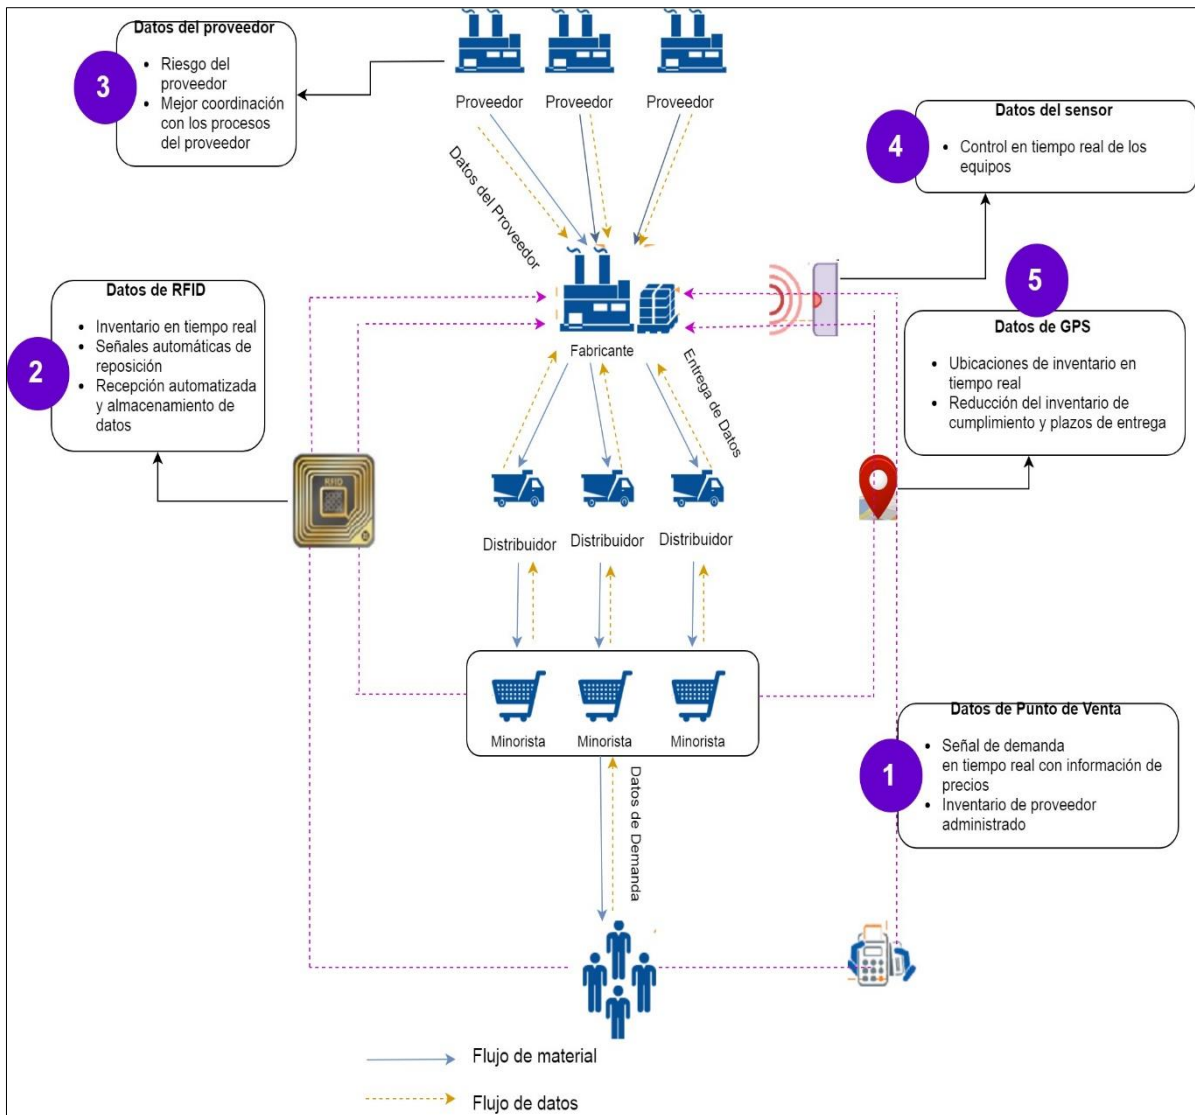 Datos del proveedor
3
Riesgo del
proveedor
Mejor coordinación
con los procesos
del proveedor
Proveedor
Proveedor
Proveedor
Datos del sensor
4
Control en tiempo real de los
equipos
Datos del Proveedor
Datos de RFID
2
Inventario en tiempo real
Señales automáticas de
reposición
Recepción automatizada
y almacenamiento de
datos
Fabricante
5
Datos de GPS
Ubicaciones de inventario en
tiempo real
Reducción del inventario de
cumplimiento y plazos de entrega
Entrega de Datos
RFID
Distribuidor
Distribuidor
Distribuidor
Minorista
Minorista
Minorista
Datos de Punto de Venta
1
Señal de demanda
en tiempo real con información de
precios
Inventario de proveedor
administrado
Datos de Demanda
Flujo de material
Flujo de datos